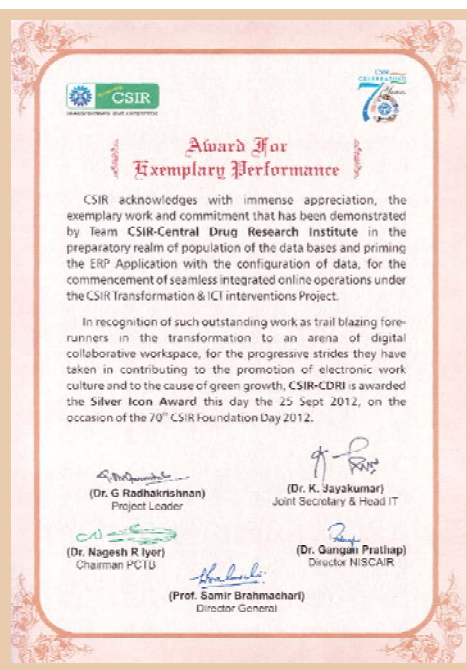 CSIR
CSIR
CELEBRATING
70 Years
Award For
Exemplary Performance
CSIR acknowledges with immense appreciation, the
exemplary work and commitment that has been demonstrated
by Team CSIR-Central Drug Research Institute in the
preparatory realm of population of the data bases and priming
the ERP Application with the configuration of data, for the
commencement of seamless integrated online operations under
the CSIR Transformation & ICT interventions Project.
In recognition of such outstanding work as trail blazing fore-
runners in the transformation to an arena of digital
collaborative workspace, for the progressive strides they have
taken in contributing to the promotion of electronic work
culture and to the cause of green growth, CSIR-CDRI is awarded
the Silver Icon Award this day the 25 Sept 2012, on the
occasion of the 70th CSIR Foundation Day 2012.
(Dr. G Radhakrishnan)
Project Leader
(Dr. K. Jayakumar)
Joint Secretary & Head IT
(Dr. Nagesh R Iyer)
Chairman PCTB
(Dr. Gangan Prathap)
Director NISCAIR
(Prof. Samir Brahmachari)
Director General